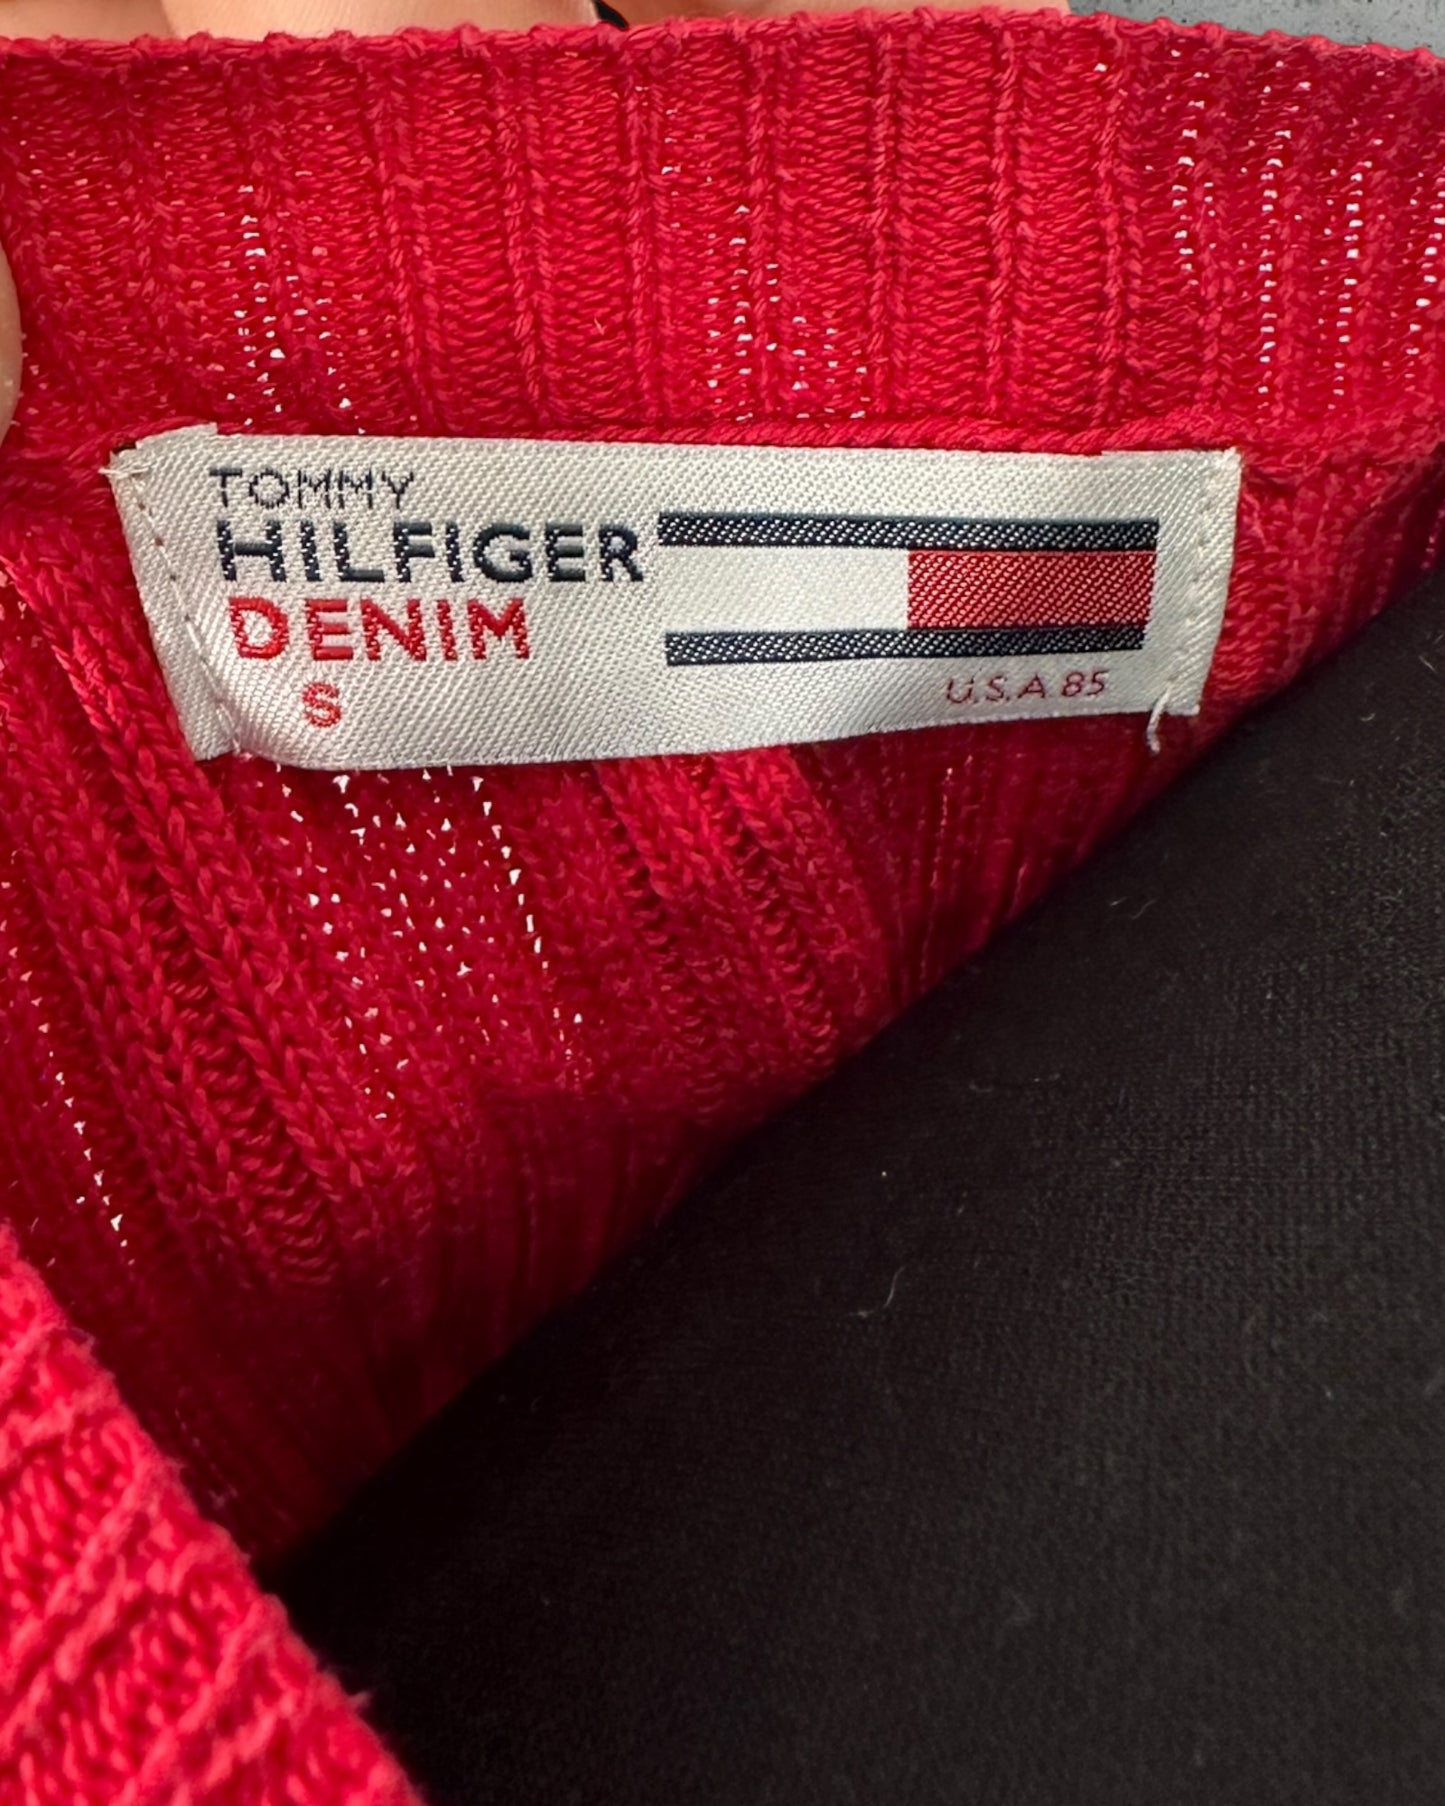 TOMMY
HILFIGER
DENIM
S
U.S.A 85